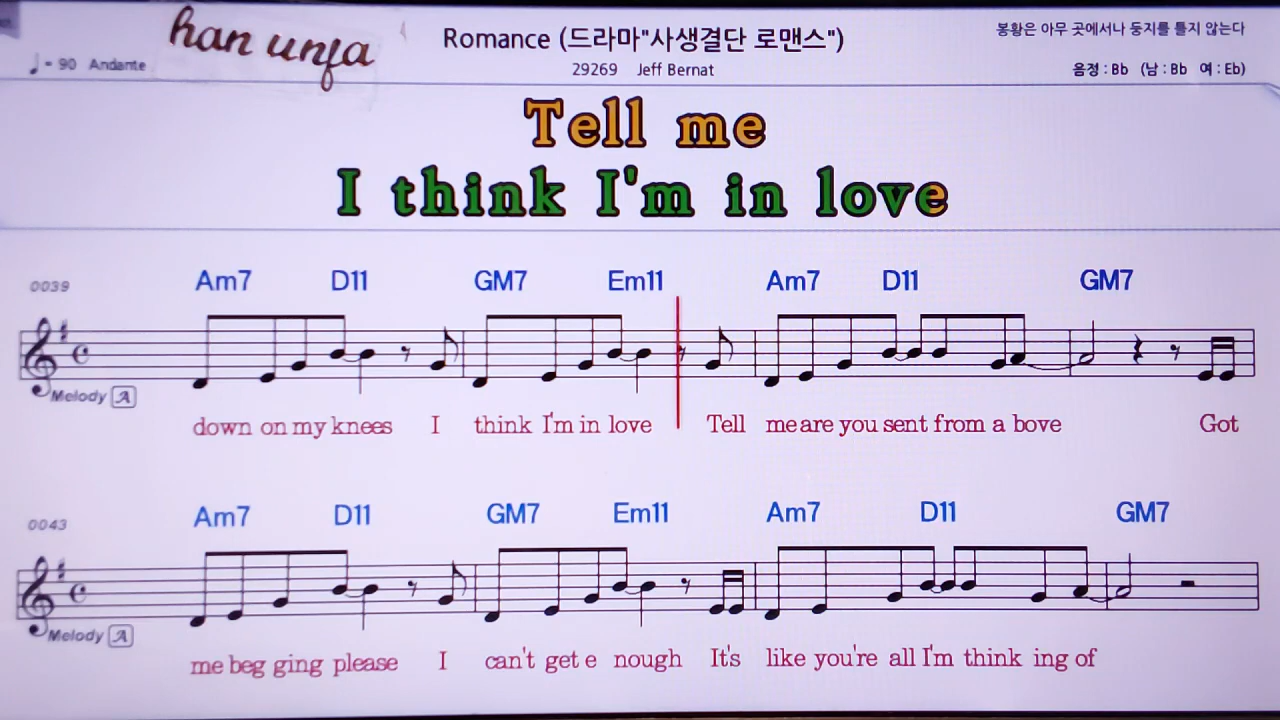 han unfa
Romance (드라마"사생결단 로맨스")
봉황은 아무 곳에서나 둥지를 틀지 않는다
♩= 90 Andante
29269 Jeff Bernat
음정 : Bb (남 : Bb 여 : Eb)
Tell me
I think I'm in love
0039 Am7 D11 GM7 Em11 Am7 D11 GM7
Melody A
down on my knees I think I'm in love Tell me are you sent from a bove Got
0043 Am7 D11 GM7 Em11 Am7 D11 GM7
Melody A
me beg ging please I can't get e nough It's like you're all I'm think ing of